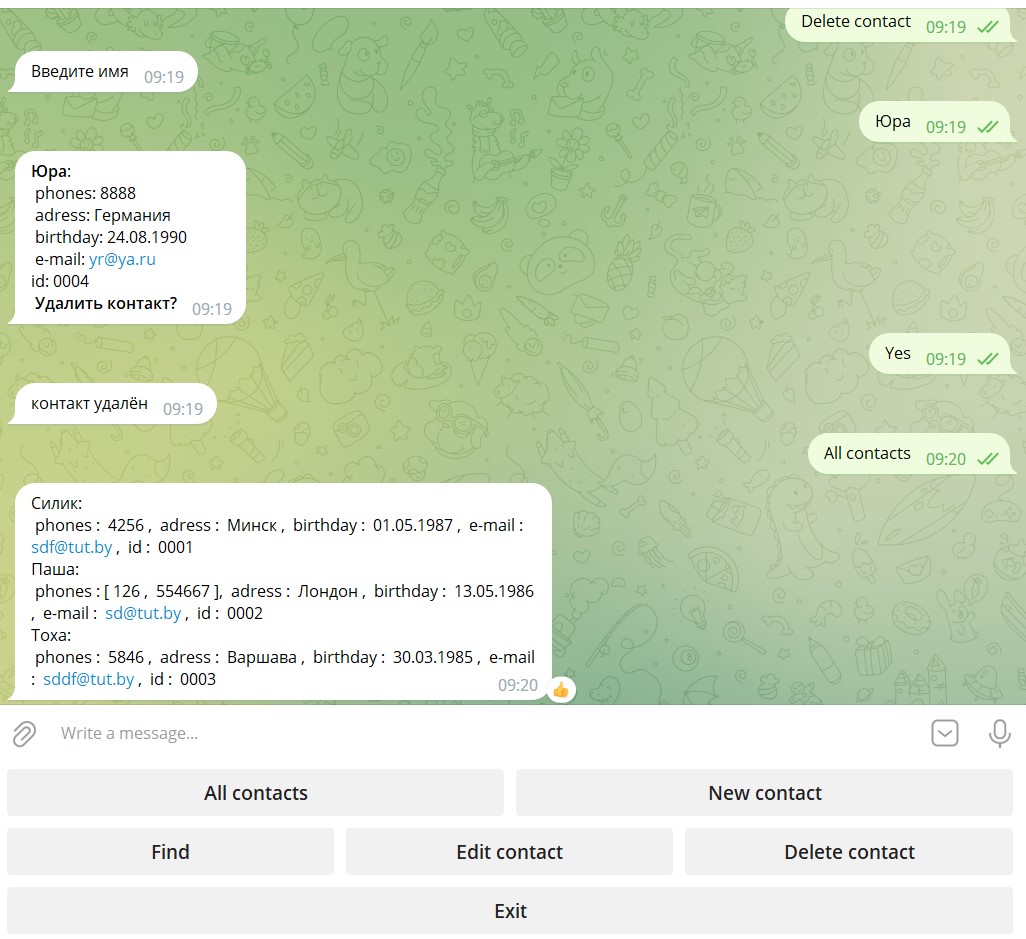 Delete contact 09:19
Введите имя 09:19
Юра 09:19
Юра:
phones: 8888
adress: Германия
birthday: 24.08.1990
e-mail: yr@ya.ru
id: 0004
Удалить контакт? 09:19
Yes 09:19
контакт удалён 09:19
All contacts 09:20
Силик:
phones : 4256 , adress : Минск , birthday : 01.05.1987 , e-mail :
sdf@tut.by , id : 0001
Паша:
phones : [ 126 , 554667 ], adress : Лондон , birthday : 13.05.1986
, e-mail : sd@tut.by , id : 0002
Тоха:
phones : 5846 , adress : Варшава , birthday : 30.03.1985 , e-mail
: sddf@tut.by , id : 0003
09:20
Write a message...
All contacts New contact
Find Edit contact Delete contact
Exit